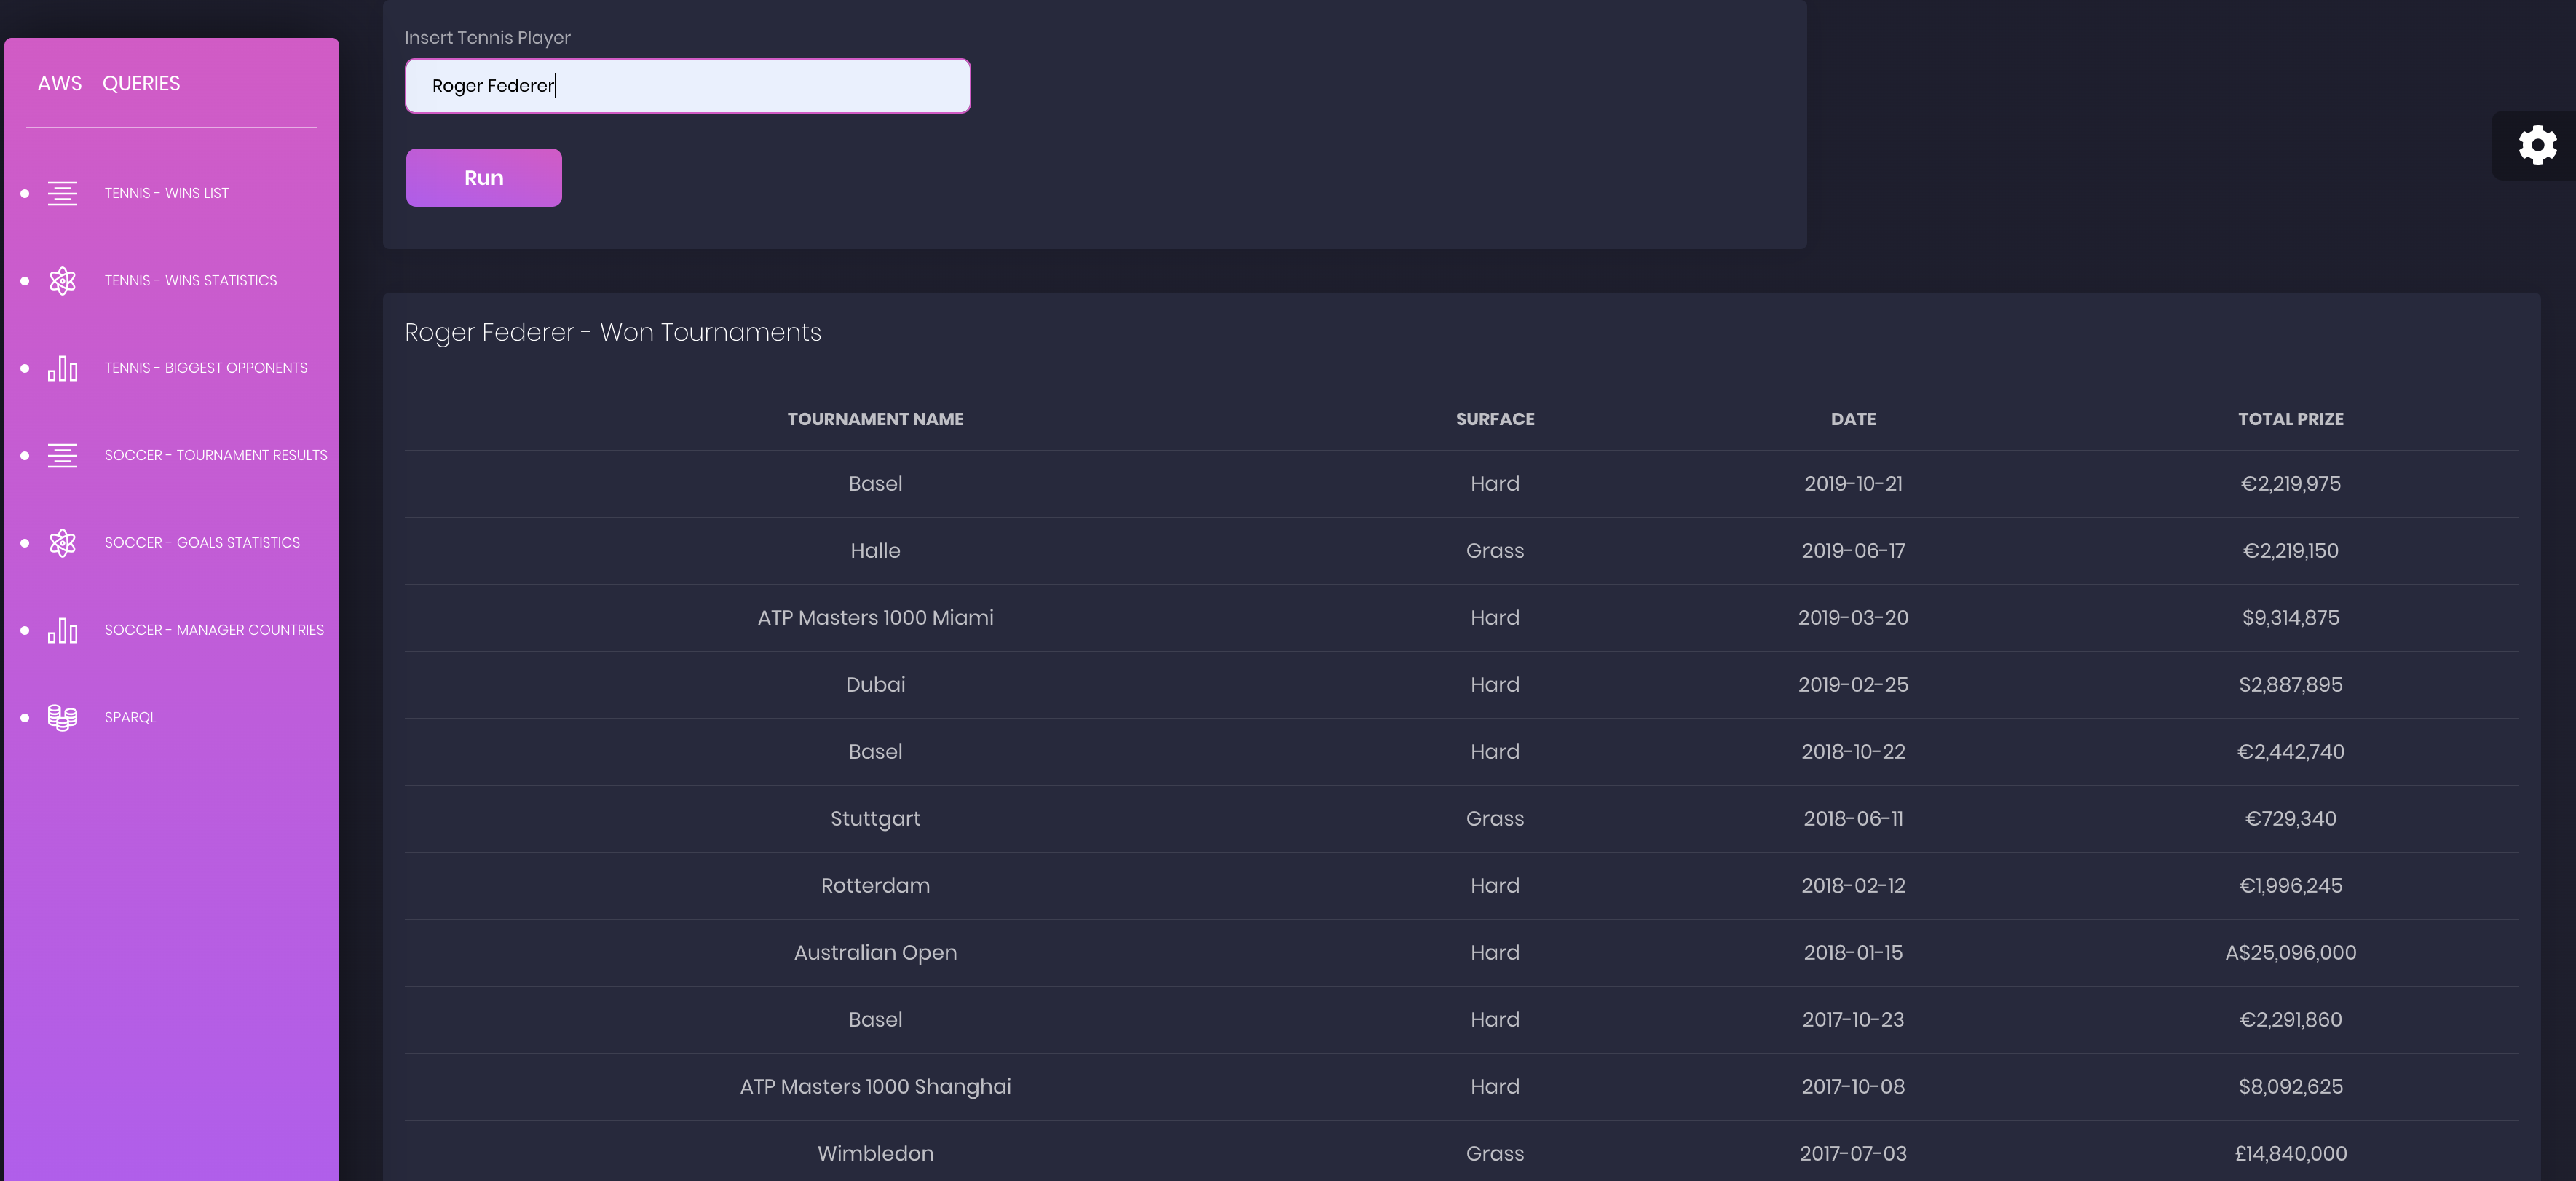 AWS QUERIES
TENNIS - WINS LIST
TENNIS - WINS STATISTICS
TENNIS - BIGGEST OPPONENTS
SOCCER - TOURNAMENT RESULTS
SOCCER - GOALS STATISTICS
SOCCER - MANAGER COUNTRIES
SPARQL
Insert Tennis Player
Roger Federer
Run
Roger Federer - Won Tournaments
TOURNAMENT NAME SURFACE DATE TOTAL PRIZE
Basel Hard 2019-10-21 €2,219,975
Halle Grass 2019-06-17 €2,219,150
ATP Masters 1000 Miami Hard 2019-03-20 $9,314,875
Dubai Hard 2019-02-25 $2,887,895
Basel Hard 2018-10-22 €2,442,740
Stuttgart Grass 2018-06-11 €729,340
Rotterdam Hard 2018-02-12 €1,996,245
Australian Open Hard 2018-01-15 A$25,096,000
Basel Hard 2017-10-23 €2,291,860
ATP Masters 1000 Shanghai Hard 2017-10-08 $8,092,625
Wimbledon Grass 2017-07-03 £14,840,000